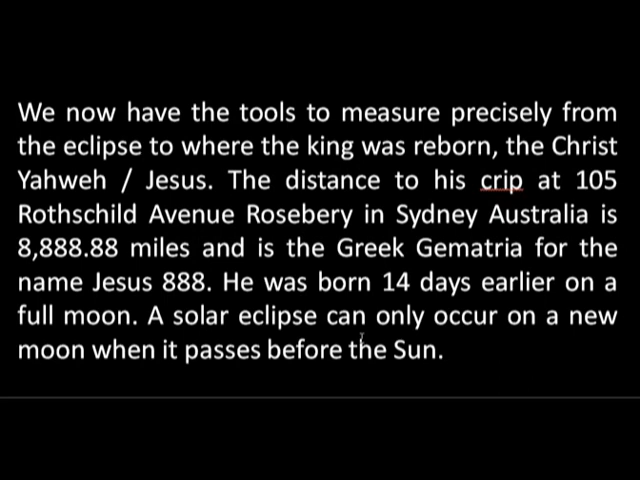 We now have the tools to measure precisely from
the eclipse to where the king was reborn, the Christ
Yahweh / Jesus. The distance to his crip at 105
Rothschild Avenue Rosebery in Sydney Australia is
8,888.88 miles and is the Greek Gematria for the
name Jesus 888. He was born 14 days earlier on a
full moon. A solar eclipse can only occur on a new
moon when it passes before the Sun.